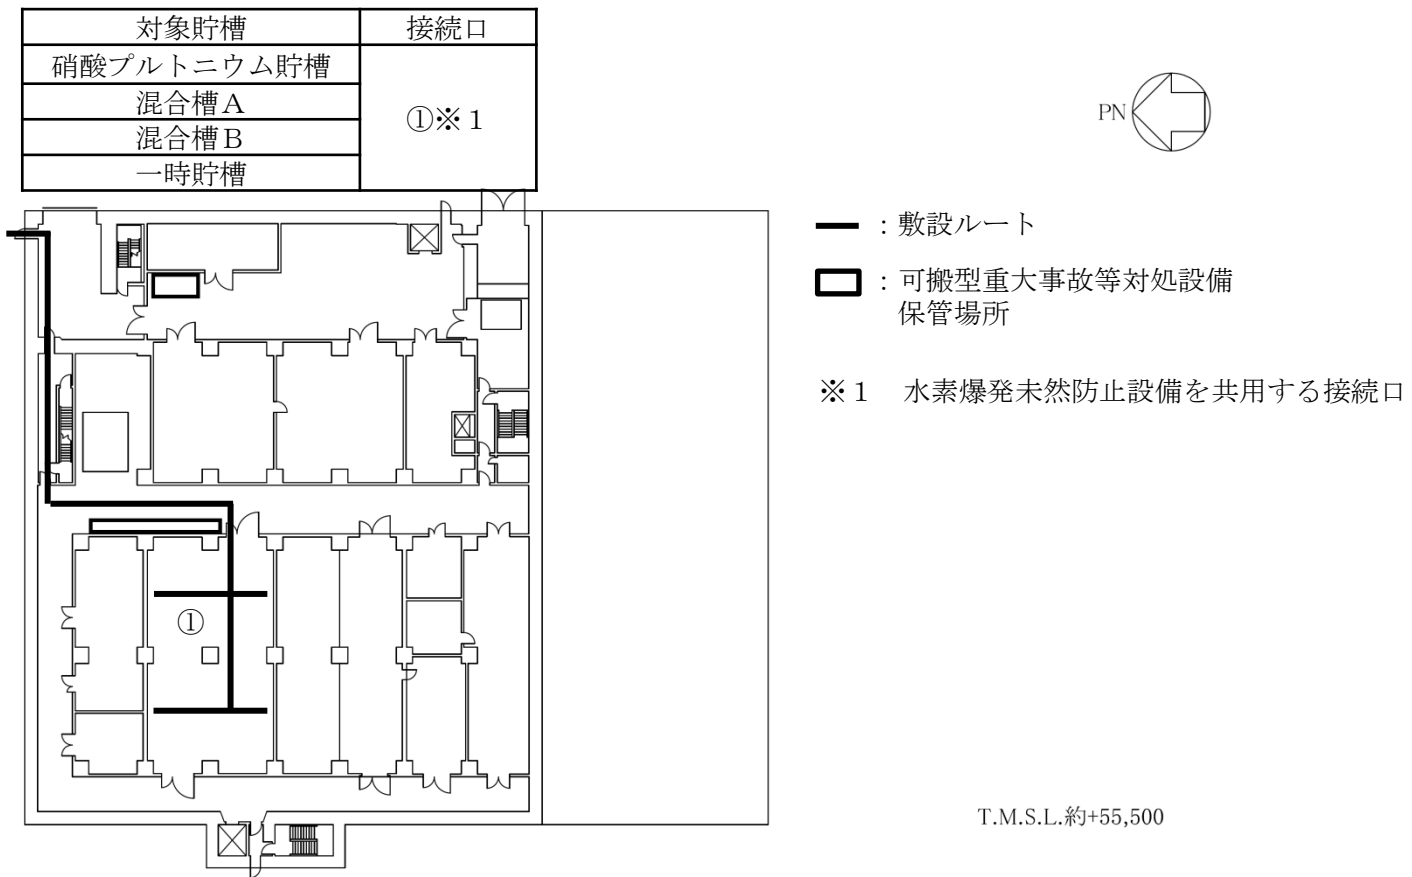 対象貯槽 接続口
硝酸プルトニウム貯槽
混合槽A
混合槽B
一時貯槽
①※1
PN
：敷設ルート
：可搬型重大事故等対処設備
保管場所
※1 水素爆発未然防止設備を共用する接続口
①
T.M.S.L.約+55,500